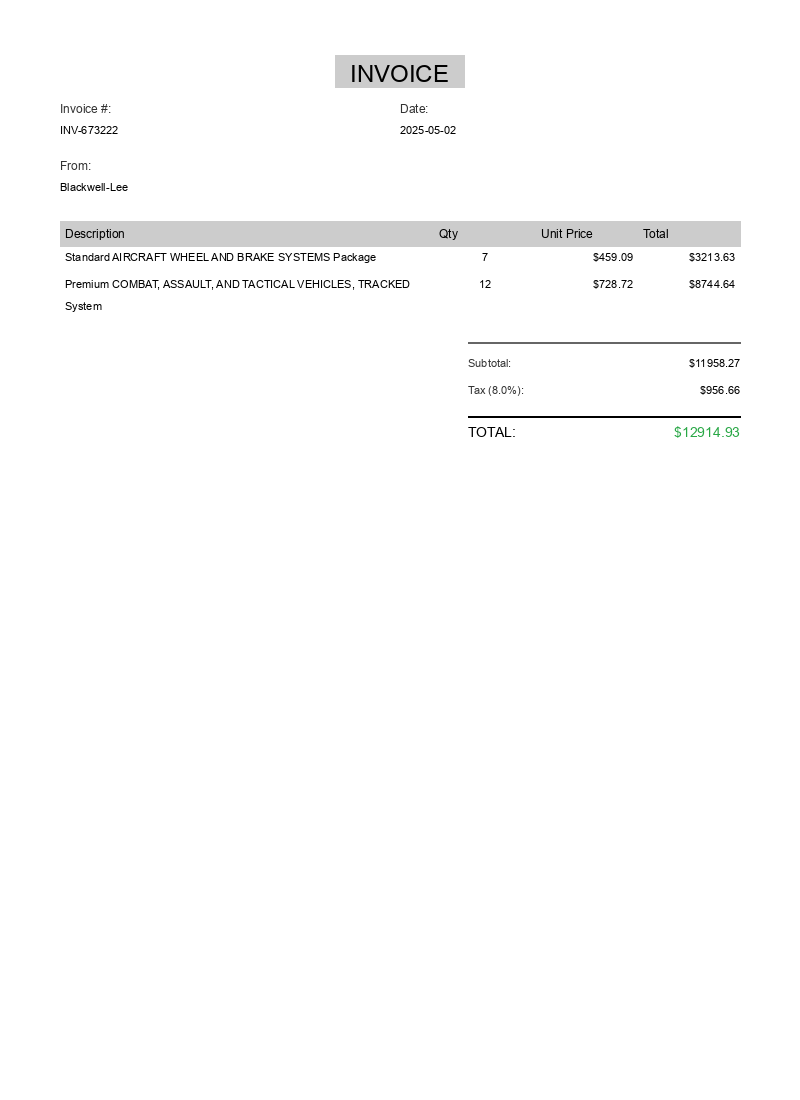 INVOICE
Invoice #: Date:
INV-673222 2025-05-02
From:
Blackwell-Lee
Description Qty Unit Price Total
Standard AIRCRAFT WHEEL AND BRAKE SYSTEMS Package 7 $459.09 $3213.63
Premium COMBAT, ASSAULT, AND TACTICAL VEHICLES, TRACKED 12 $728.72 $8744.64
System
Subtotal: $11958.27
Tax (8.0%): $956.66
TOTAL: $12914.93